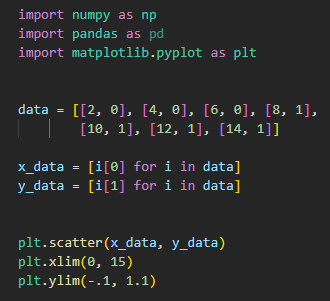 import numpy as np
import pandas as pd
import matplotlib.pyplot as plt
data = [[2, 0], [4, 0], [6, 0], [8, 1],
[10, 1], [12, 1], [14, 1]]
x_data = [i[0] for i in data]
y_data = [i[1] for i in data]
plt.scatter(x_data, y_data)
plt.xlim(0, 15)
plt.ylim(-.1, 1.1)